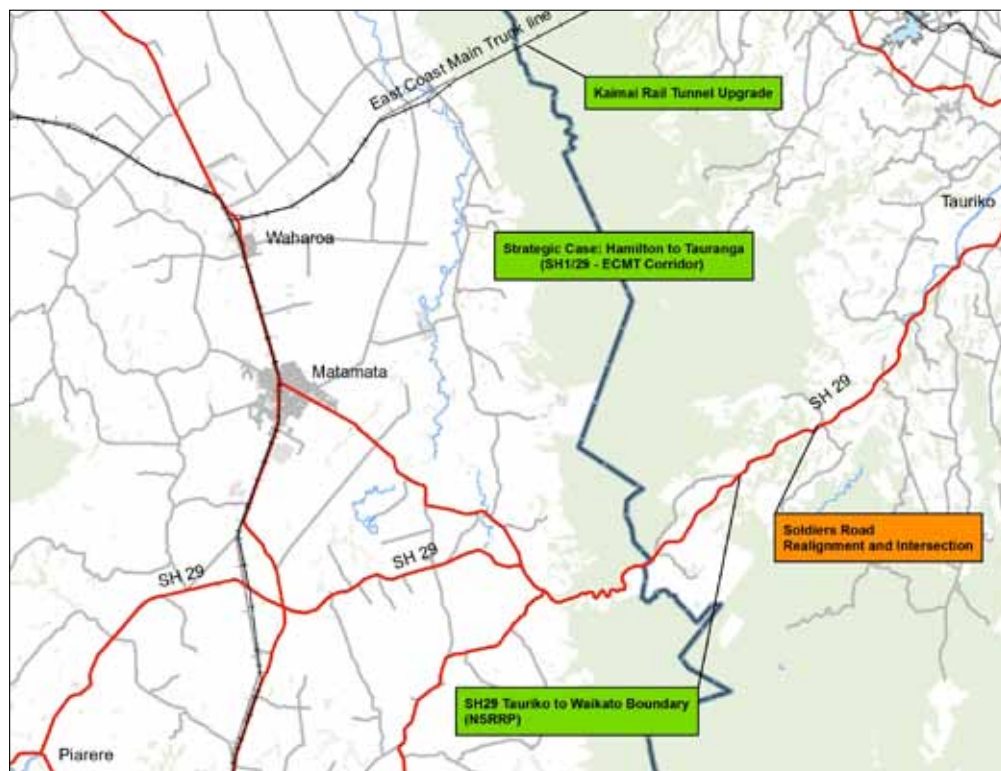 East Coast Main Trunk line
Kaimai Rail Tunnel Upgrade
Tauriko
Waharoa
Strategic Case: Hamilton to Tauranga
(SH1/29 - ECMT Corridor)
Matamata
SH 29
Soldiers Road
Realignment and Intersection
SH 29
SH 29
SH29 Tauriko to Waikato Boundary
(NSRRP)
Piarere